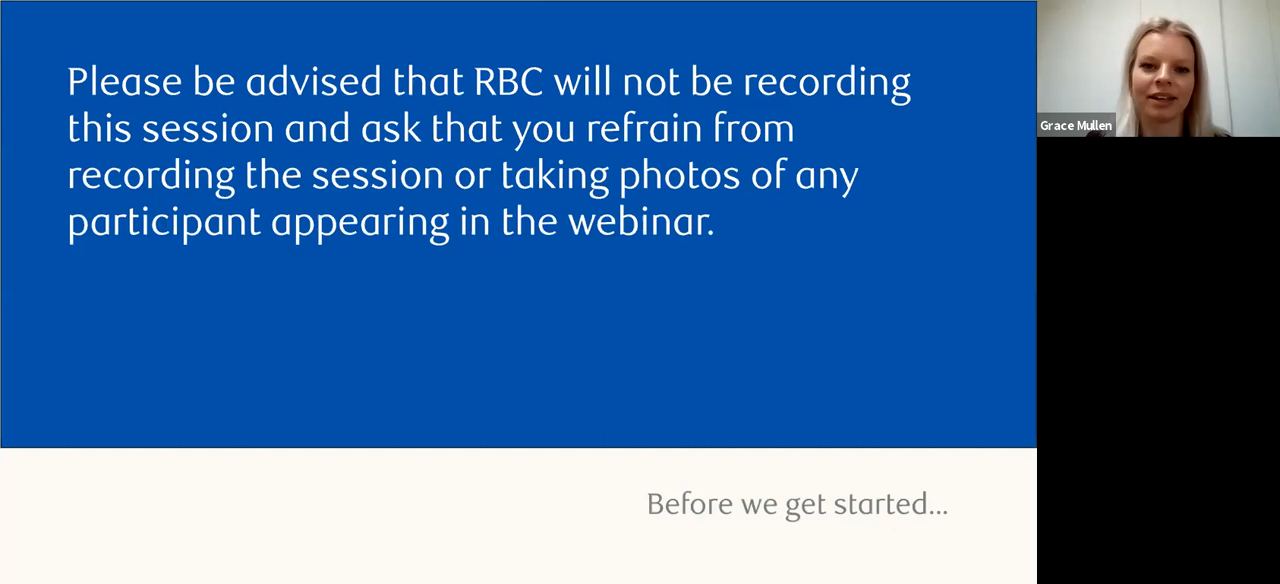 Please be advised that RBC will not be recording
this session and ask that you refrain from
recording the session or taking photos of any
participant appearing in the webinar.
Before we get started...
Grace Mullen